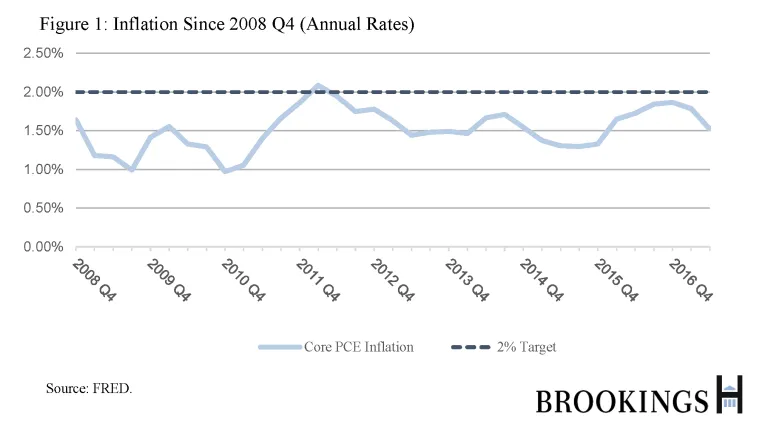 Figure 1: Inflation Since 2008 Q4 (Annual Rates)
2.50%
2.00%
1.50%
1.00%
0.50%
0.00%
2008 Q4
2009 Q4
2010 Q4
2011 Q4
2012 Q4
2013 Q4
2014 Q4
2015 Q4
2016 Q4
Core PCE Inflation
2% Target
Source: FRED.
BROOKINGS